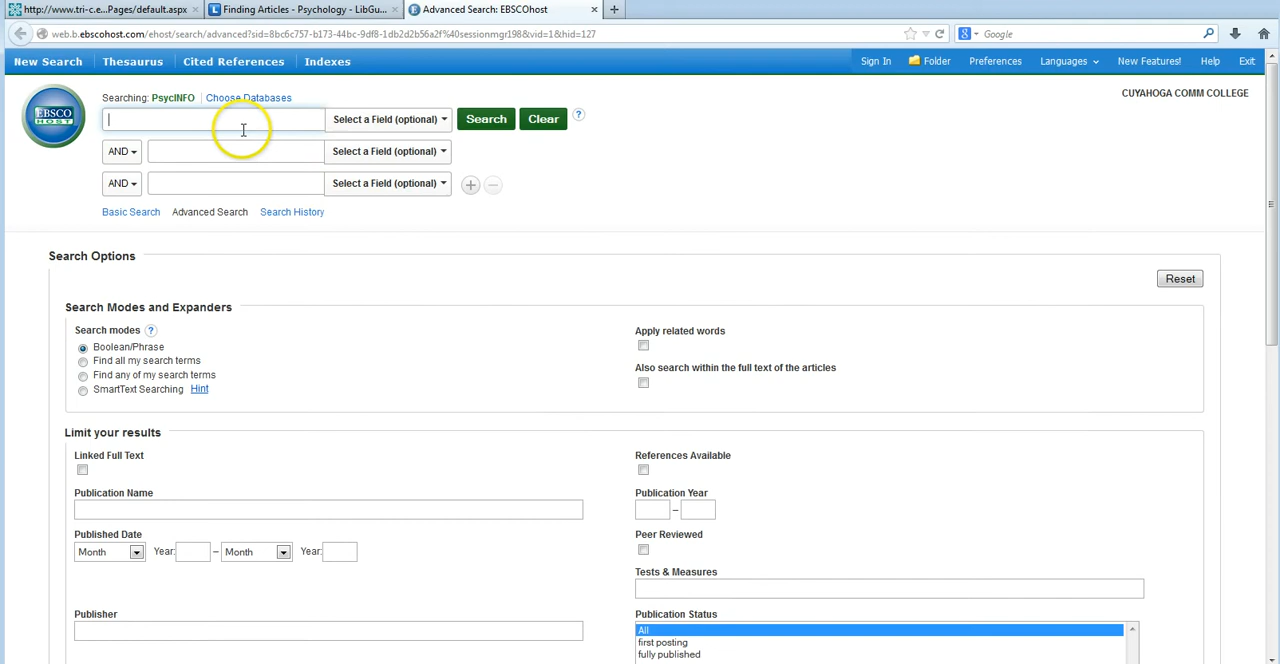 http://www.tri-c.e...Pages/default.aspx × Finding Articles - Psychology - LibGu... × Advanced Search: EBSCOhost × +
web.b.ebscohost.com/ehost/search/advanced?sid=8bc6c757-b173-44bc-9df8-1db2d2b56a2f%40sessionmgr198&vid=1&hid=127 8 Google
New Search Thesaurus Cited References Indexes Sign In Folder Preferences Languages New Features! Help Exit
Searching: PsycINFO Choose Databases CUYAHOGA COMM COLLEGE
EBSCO HOST Select a Field (optional) Search Clear ?
AND Select a Field (optional)
AND Select a Field (optional) + −
Basic Search Advanced Search Search History
Search Options
Reset
Search Modes and Expanders
Search modes ? Apply related words
Boolean/Phrase
Find all my search terms Also search within the full text of the articles
Find any of my search terms
SmartText Searching Hint
Limit your results
Linked Full Text References Available
Publication Name Publication Year
–
Published Date Peer Reviewed
Month Year: – Month Year:
Tests & Measures
Publisher Publication Status
All
first posting
fully published